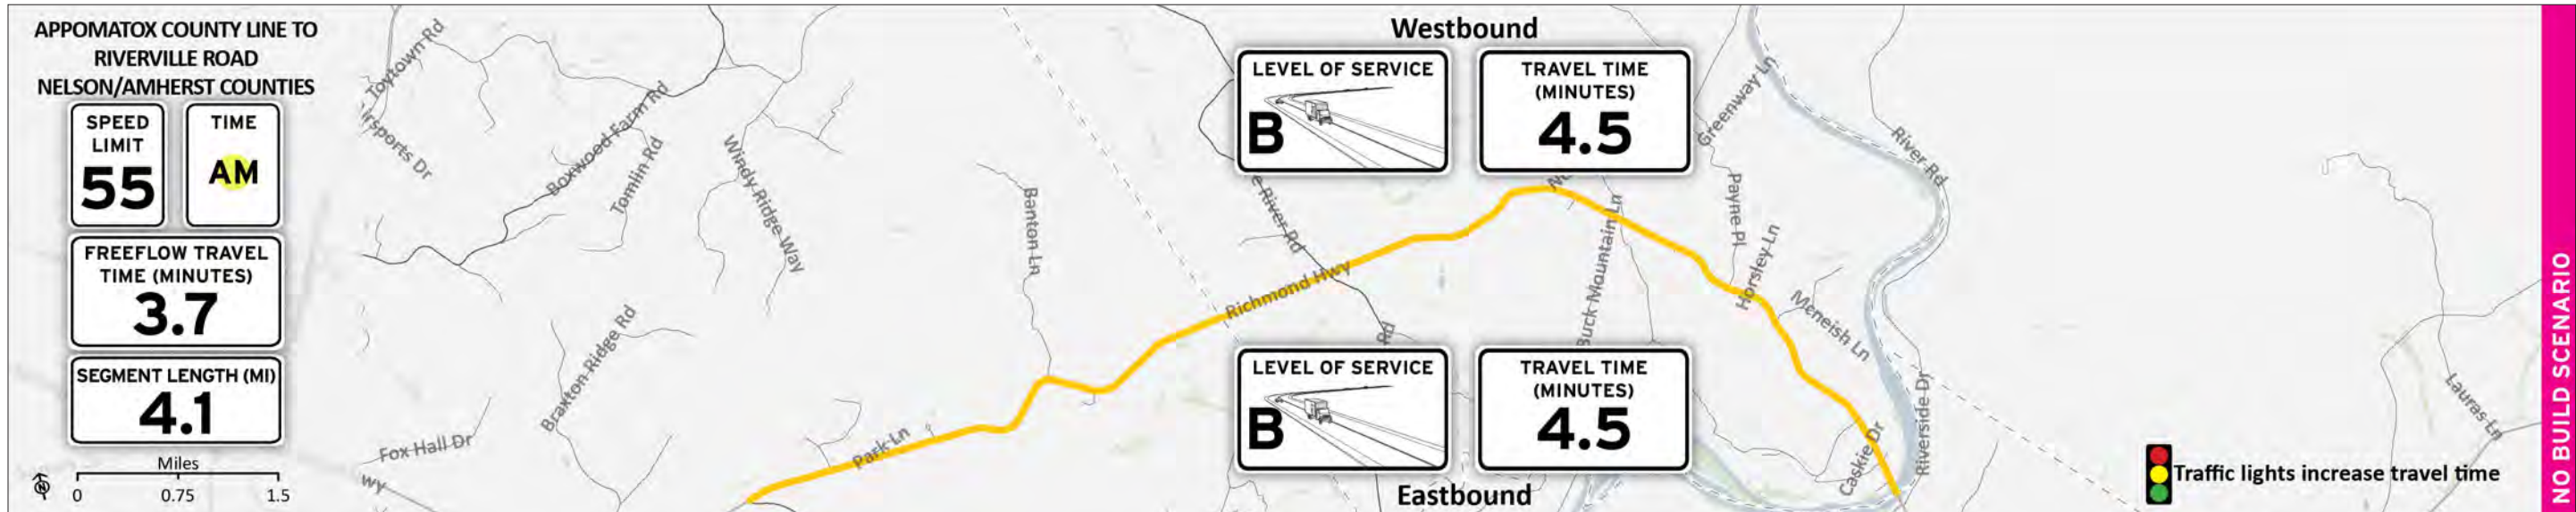 APPOMATOX COUNTY LINE TO
RIVERVILLE ROAD
NELSON/AMHERST COUNTIES
SPEED
LIMIT
55
TIME
AM
FREEFLOW TRAVEL
TIME (MINUTES)
3.7
SEGMENT LENGTH (MI)
4.1
Miles
0 0.75 1.5
Toytown Rd
Boxwood Farm Rd
Tomlin Rd
Windy Ridge Way
Braxton Ridge Rd
Fox Hall Dr
wy
Banton Ln
Park Ln
Richmond Hwy
Westbound
LEVEL OF SERVICE
B
TRAVEL TIME
(MINUTES)
4.5
River Rd
Rd
Buck Mountain Ln
Greenway Ln
Payne Pl
Horsley Ln
Mcneish Ln
River Rd
Riverside Dr
Caskie Dr
LEVEL OF SERVICE
B
TRAVEL TIME
(MINUTES)
4.5
Eastbound
Lauras Ln
Traffic lights increase travel time
NO BUILD SCENARIO